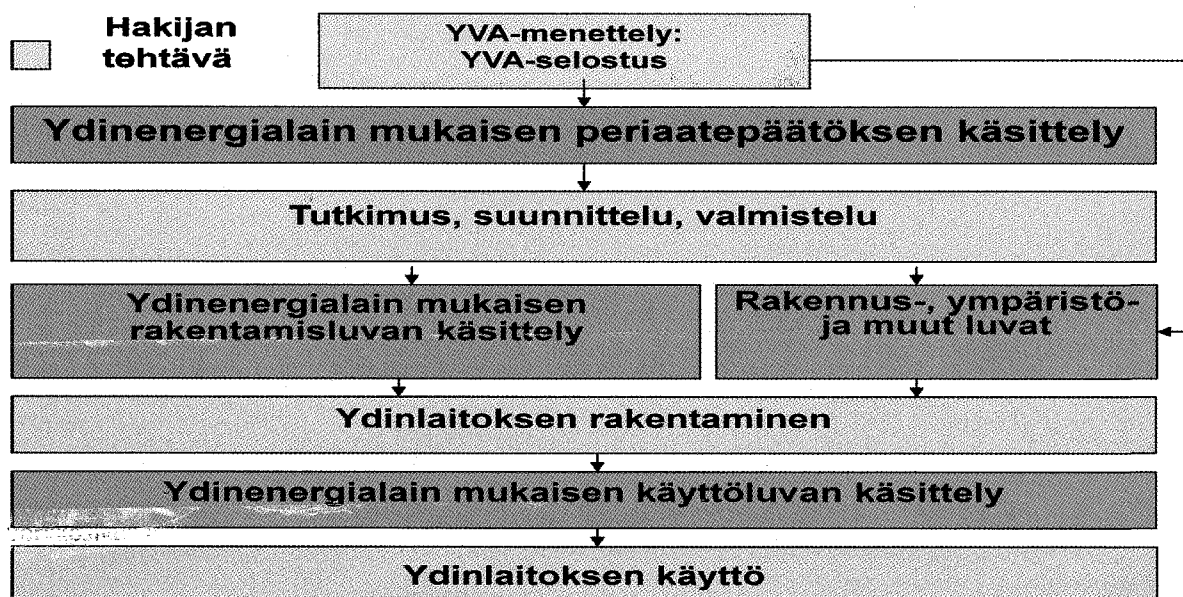 Hakijan
tehtävä
YVA-menettely:
YVA-selostus
Ydinenergialain mukaisen periaatepäätöksen käsittely
Tutkimus, suunnittelu, valmistelu
Ydinenergialain mukaisen
rakentamisluvan käsittely
Rakennus-, ympäristö-
ja muut luvat
Ydinlaitoksen rakentaminen
Ydinenergialain mukaisen käyttöluvan käsittely
Ydinlaitoksen käyttö